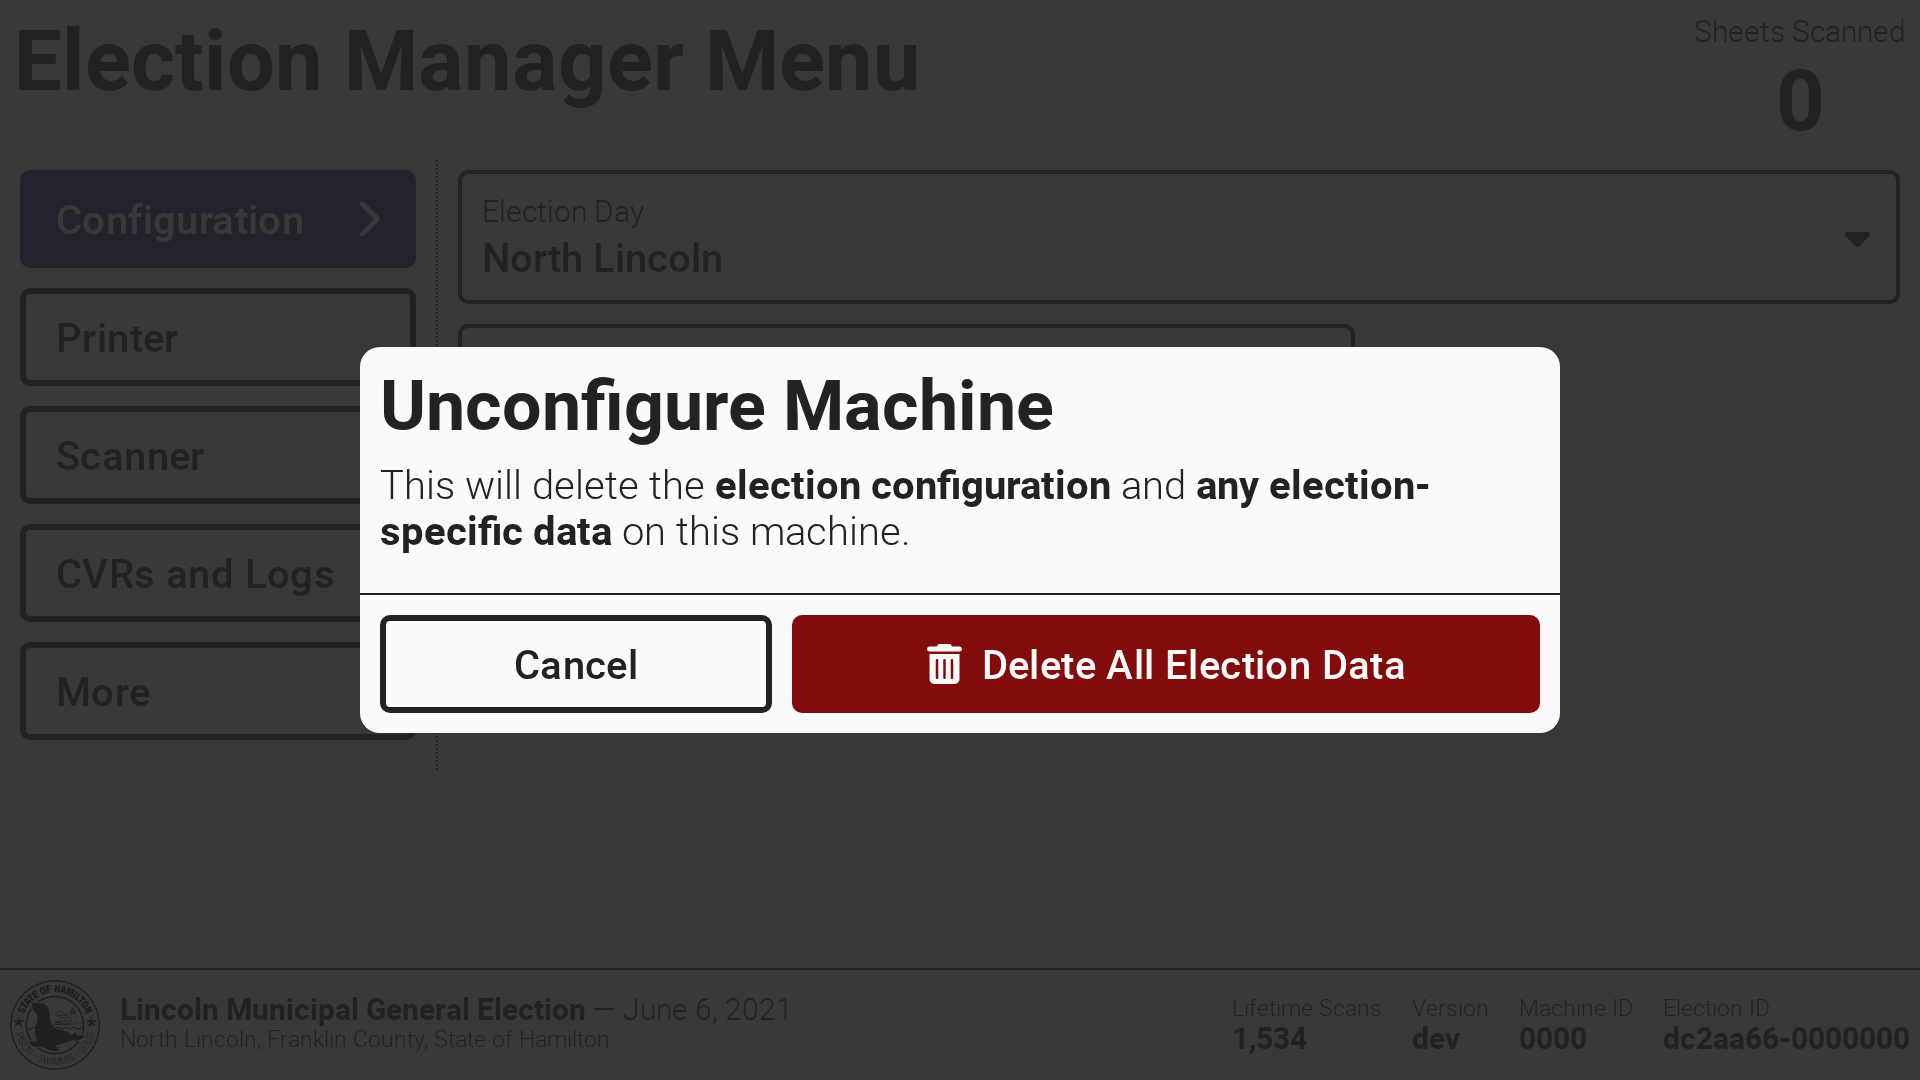 Election Manager Menu
Sheets Scanned
0
Configuration
Printer
Scanner
CVRs and Logs
More
Election Day
North Lincoln
Unconfigure Machine
This will delete the election configuration and any election-
specific data on this machine.
Cancel
Delete All Election Data
STATE OF HAMILTON
Lincoln Municipal General Election — June 6, 2021
North Lincoln, Franklin County, State of Hamilton
Lifetime Scans
1,534
Version
dev
Machine ID
0000
Election ID
dc2aa66-0000000